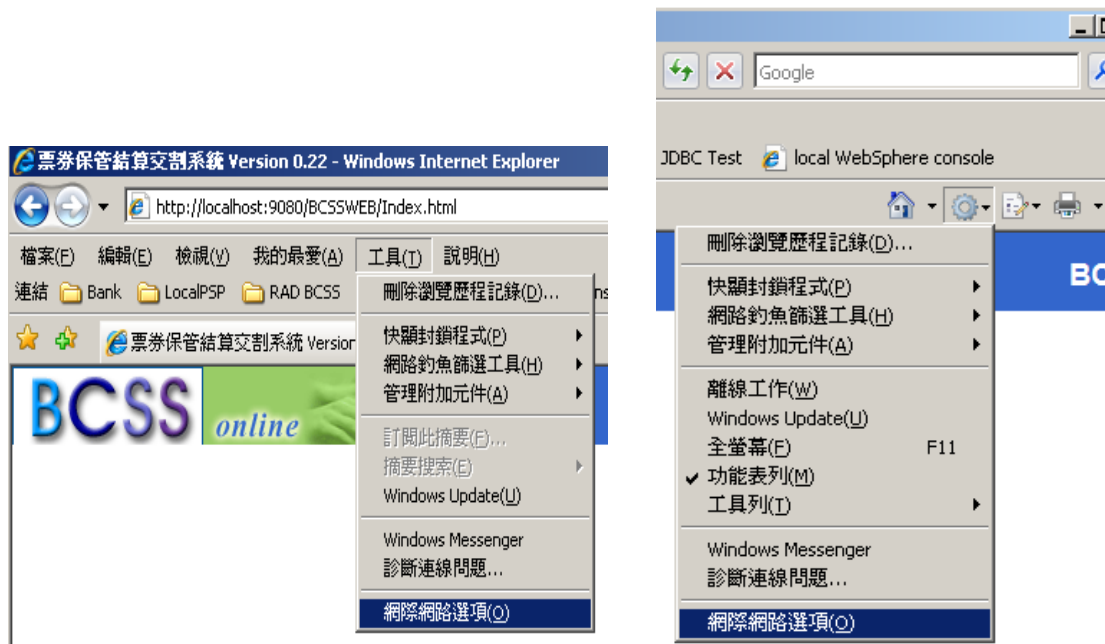 票券保管結算交割系統 Version 0.22 - Windows Internet Explorer
http://localhost:9080/BCSSWEB/Index.html
檔案(F) 編輯(E) 檢視(V) 我的最愛(A) 工具(T) 說明(H)
連結 Bank LocalPSP RAD BCSS
票券保管結算交割系統 Version
BCSS online
刪除瀏覽歷程記錄(D)...
快顯封鎖程式(P)
網路釣魚篩選工具(H)
管理附加元件(A)
訂閱此摘要(F)...
摘要搜索(E)
Windows Update(U)
Windows Messenger
診斷連線問題...
網際網路選項(O)
Google
JDBC Test local WebSphere console
BC
刪除瀏覽歷程記錄(D)...
快顯封鎖程式(P)
網路釣魚篩選工具(H)
管理附加元件(A)
離線工作(W)
Windows Update(U)
全螢幕(F) F11
功能表列(M)
工具列(T)
Windows Messenger
診斷連線問題...
網際網路選項(O)